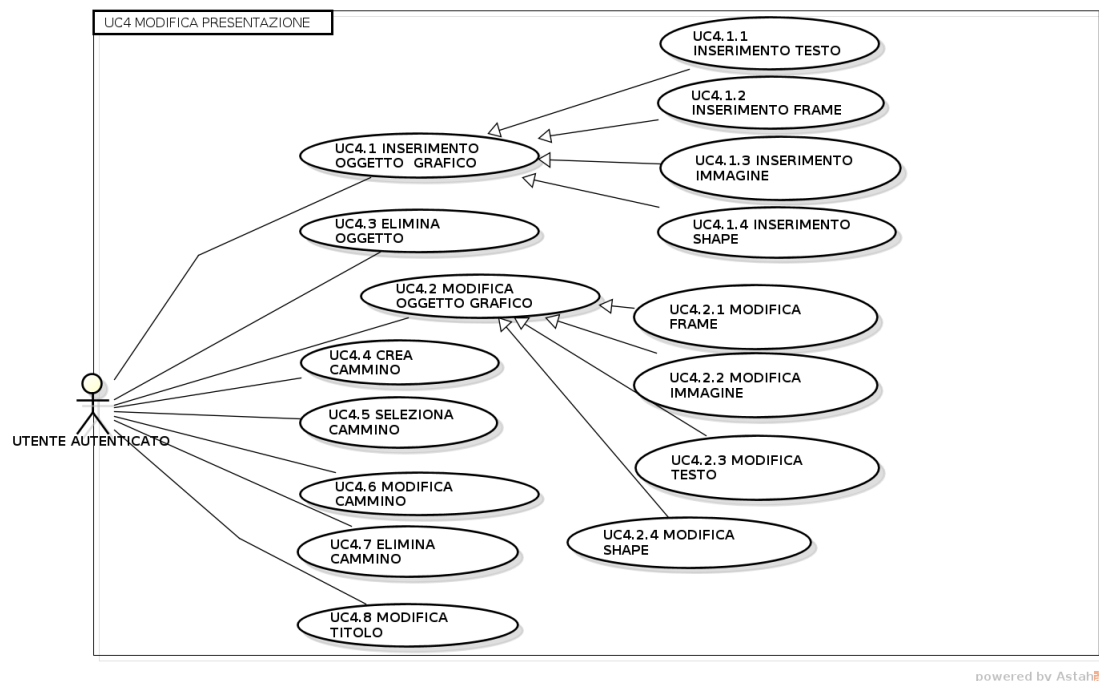 UC4 MODIFICA PRESENTAZIONE
UC4.1.1
INSERIMENTO TESTO
UC4.1.2
INSERIMENTO FRAME
UC4.1 INSERIMENTO
OGGETTO GRAFICO
UC4.1.3 INSERIMENTO
IMMAGINE
UC4.3 ELIMINA
OGGETTO
UC4.1.4 INSERIMENTO
SHAPE
UC4.2 MODIFICA
OGGETTO GRAFICO
UC4.2.1 MODIFICA
FRAME
UC4.4 CREA
CAMMINO
UC4.2.2 MODIFICA
IMMAGINE
UC4.5 SELEZIONA
CAMMINO
UTENTE AUTENTICATO
UC4.2.3 MODIFICA
TESTO
UC4.6 MODIFICA
CAMMINO
UC4.7 ELIMINA
CAMMINO
UC4.2.4 MODIFICA
SHAPE
UC4.8 MODIFICA
TITOLO
powered by Astah